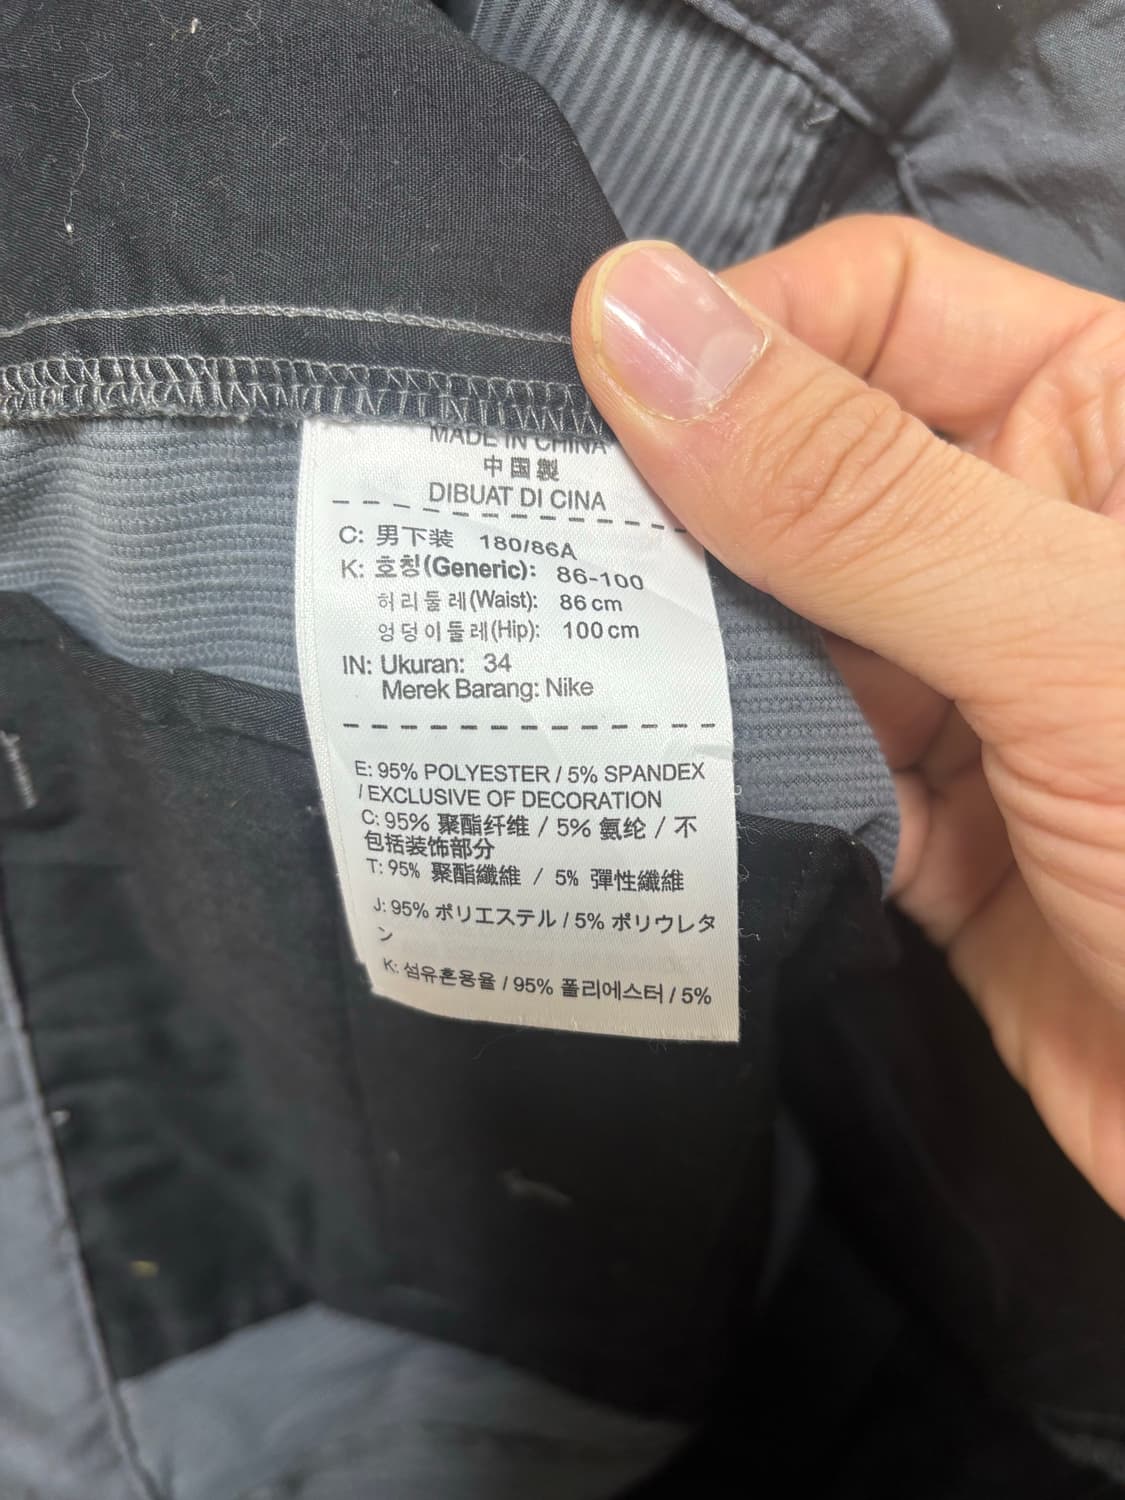 MADE IN CHINA
中国製
DIBUAT DI CINA
C: 男下装 180/86A
K: 호칭(Generic): 86-100
허리둘레(Waist): 86 cm
엉덩이둘레(Hip): 100 cm
IN: Ukuran: 34
Merek Barang: Nike
E: 95% POLYESTER / 5% SPANDEX
/ EXCLUSIVE OF DECORATION
C: 95% 聚酯纤维 / 5% 氨纶 / 不
包括装饰部分
T: 95% 聚酯纖維 / 5% 彈性纖維
J: 95% ポリエステル / 5% ポリウレタ
ン
K: 섬유혼용율 / 95% 폴리에스터 / 5%